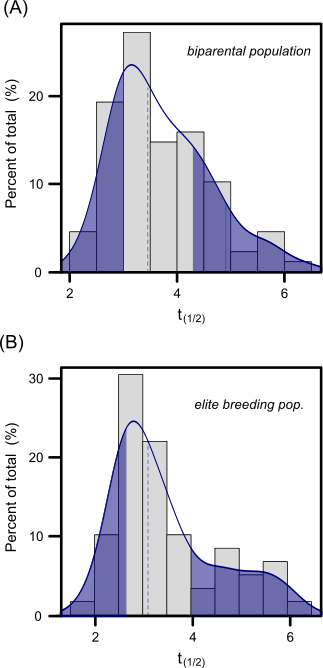 (A)
biparental population
Percent of total (%)
20
10
0
2 4 6
t(1/2)
(B)
elite breeding pop.
Percent of total (%)
30
20
10
0
2 4 6
t(1/2)